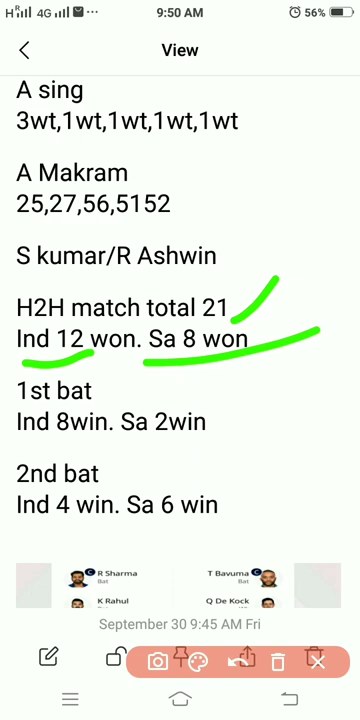 HR 4G ... 9:50 AM 56%
View
A sing
3wt,1wt,1wt,1wt,1wt
A Makram
25,27,56,5152
S kumar/R Ashwin
H2H match total 21
Ind 12 won. Sa 8 won
1st bat
Ind 8win. Sa 2win
2nd bat
Ind 4 win. Sa 6 win
C R Sharma T Bavuma C
Bat Bat
K Rahul Q De Kock
September 30 9:45 AM Fri